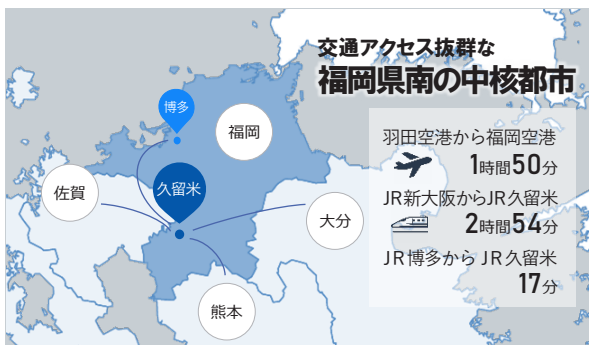 交通アクセス抜群な
福岡県南の中核都市
博多
福岡
佐賀
久留米
大分
熊本
羽田空港から福岡空港
1時間50分
JR新大阪からJR久留米
2時間54分
JR博多から JR久留米
17分